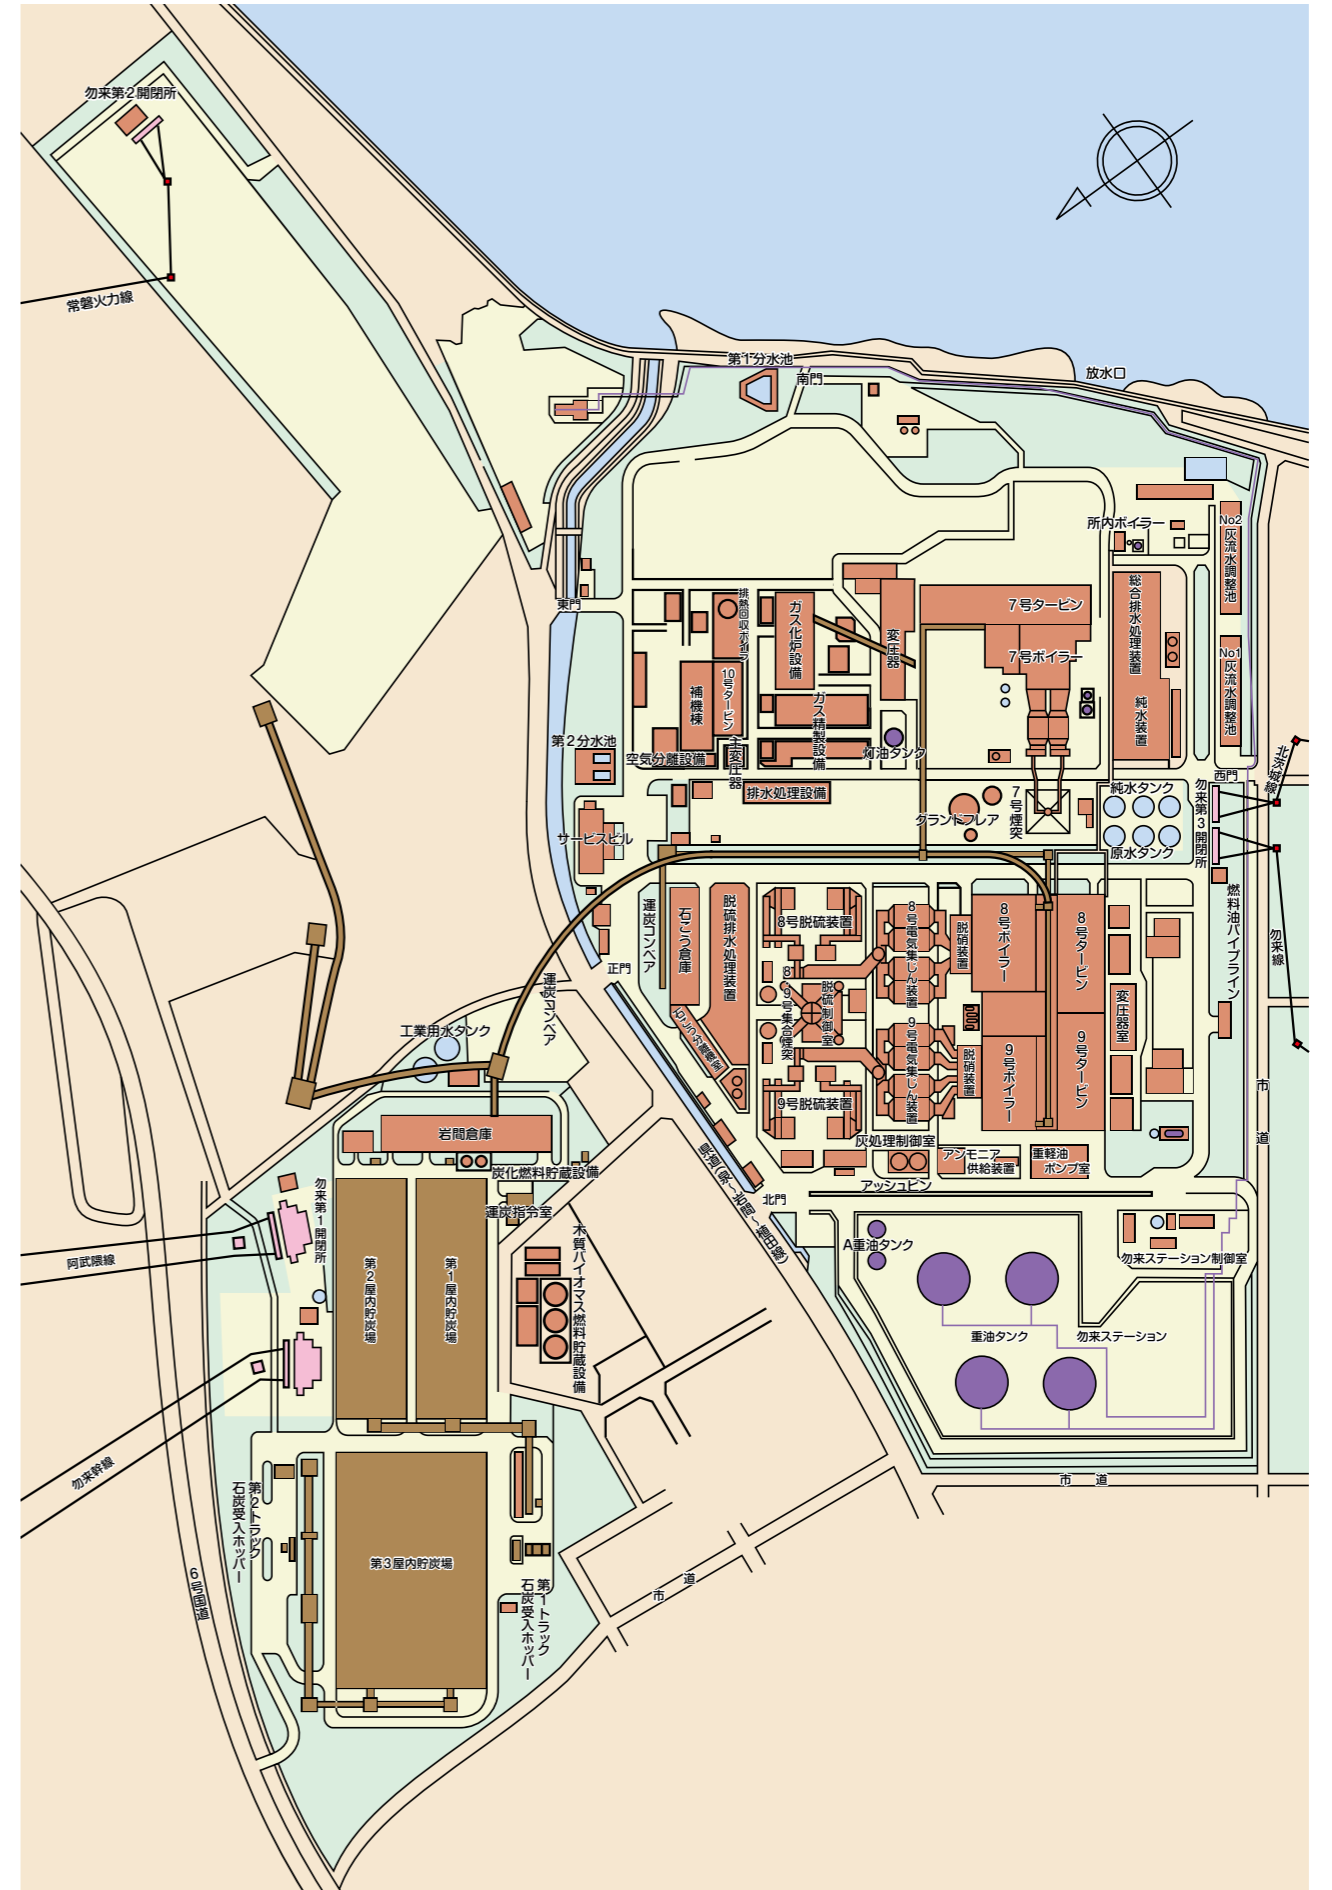 勿来第2開閉所
常磐火力線
第1分水池
南門
放水口
所内ボイラー
No2
灰流水調整池
No1
灰流水調整池
東門
排熱回収ボイラ
ガス化炉設備
変圧器
7号タービン
7号ボイラー
総合排水処理装置
純水装置
補機棟
10号タービン
ガス精製設備
灯油タンク
第2分水池
空気分離設備
主変圧器
排水処理設備
グランドフレア
7号煙突
純水タンク
原水タンク
勿来第3開閉所
西門
北茨城線
サービスビル
運炭コンベア
石こう倉庫
脱硫排水処理装置
8号脱硫装置
8号電気集じん装置
脱硝装置
8号ボイラー
8号タービン
燃料油パイプライン
勿来線
正門
運炭コンベア
8・9号集合煙突
脱硫制御室
変圧器室
工業用水タンク
石こう分離機室
9号電気集じん装置
脱硝装置
9号ボイラー
9号タービン
9号脱硫装置
岩間倉庫
灰処理制御室
アンモニア
供給装置
重軽油
ポンプ室
市道
炭化燃料貯蔵設備
アッシュビン
県道(泉〜岩間〜植田線)
北門
運炭指令室
勿来第1開閉所
阿武隈線
第2屋内貯炭場
第1屋内貯炭場
木質バイオマス燃料貯蔵設備
A重油タンク
勿来ステーション制御室
重油タンク
勿来ステーション
勿来幹線
市道
第2トラック
石炭受入ホッパー
第3屋内貯炭場
第1トラック
石炭受入ホッパー
市道
6号国道